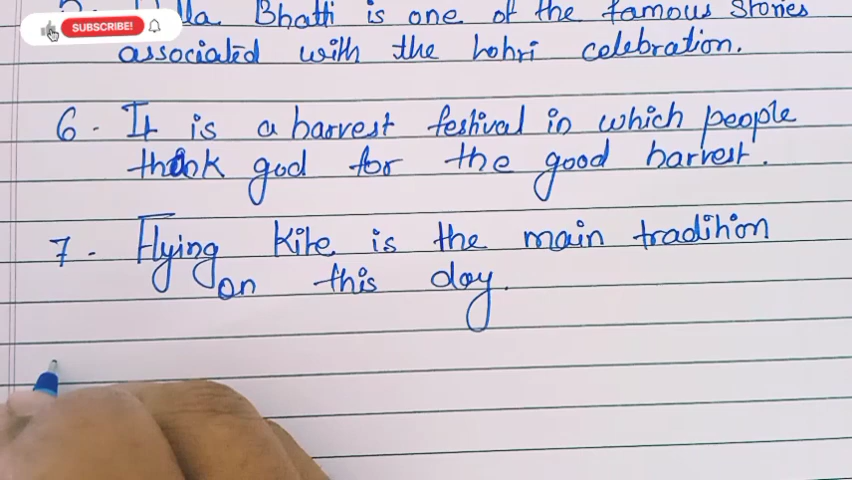 SUBSCRIBE!
Bhatti is one of the famous Stories
associated with the Lohri celebration.
6. It is a harvest festival in which people
thank god for the good harvest.
7. Flying Kite is the main tradition
on this day.